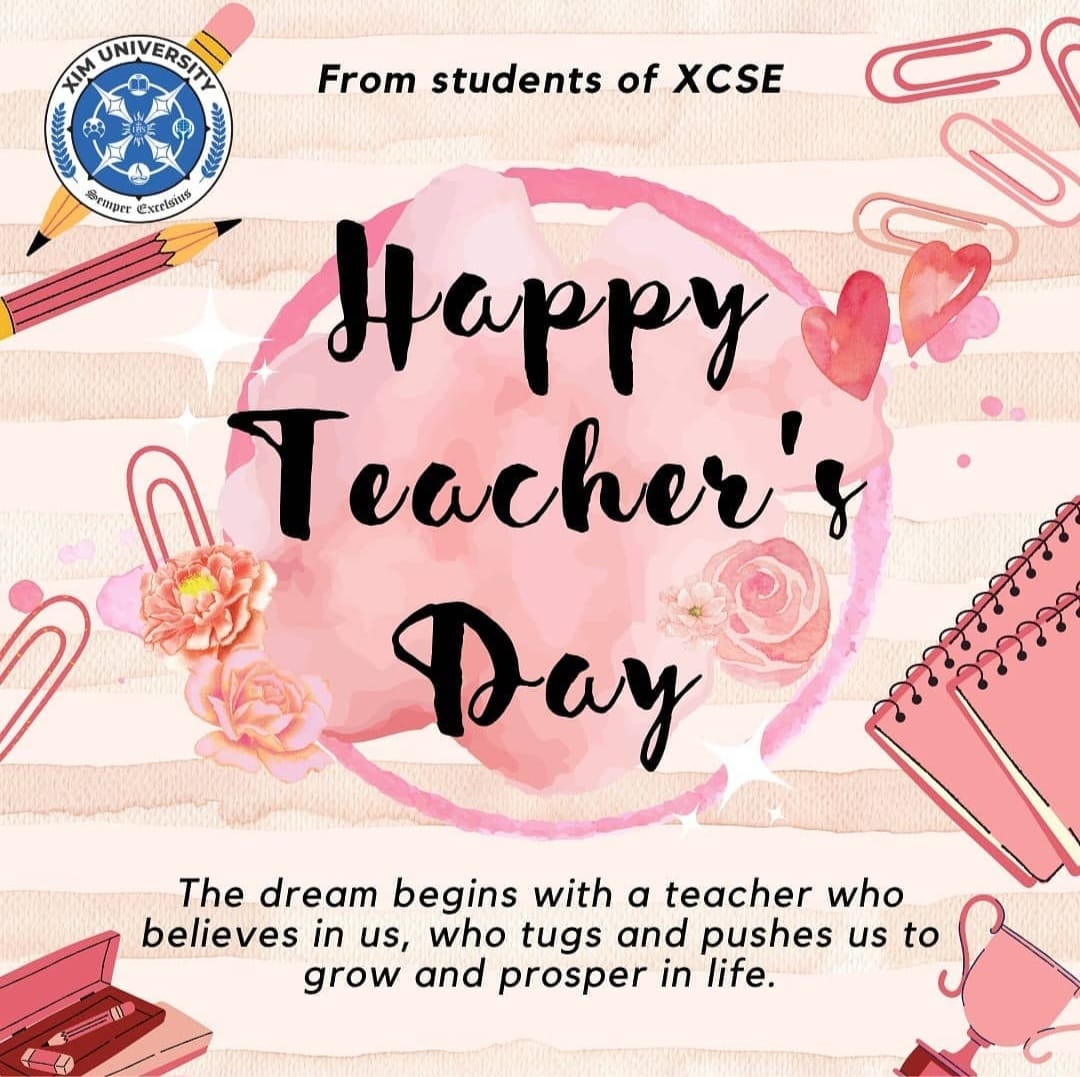 XIM UNIVERSITY
IHS
Semper Excelsius
From students of XCSE
Happy
Teacher's
Day
The dream begins with a teacher who
believes in us, who tugs and pushes us to
grow and prosper in life.